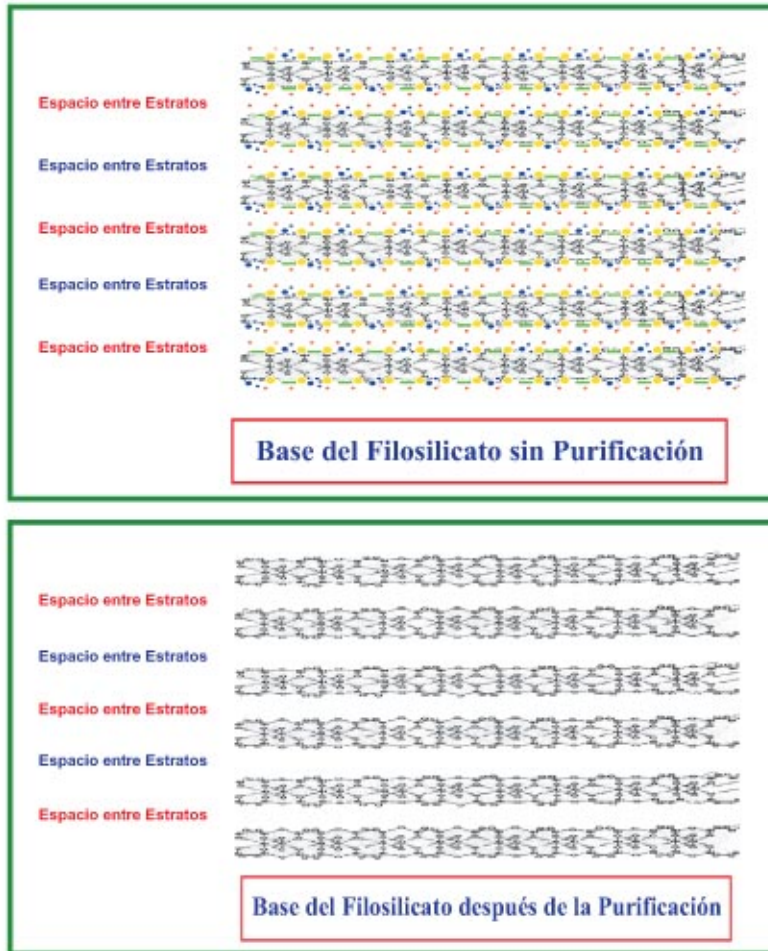 Espacio entre Estratos
Espacio entre Estratos
Espacio entre Estratos
Espacio entre Estratos
Espacio entre Estratos
Base del Filosilicato sin Purificación
Espacio entre Estratos
Espacio entre Estratos
Espacio entre Estratos
Espacio entre Estratos
Espacio entre Estratos
Base del Filosilicato después de la Purificación